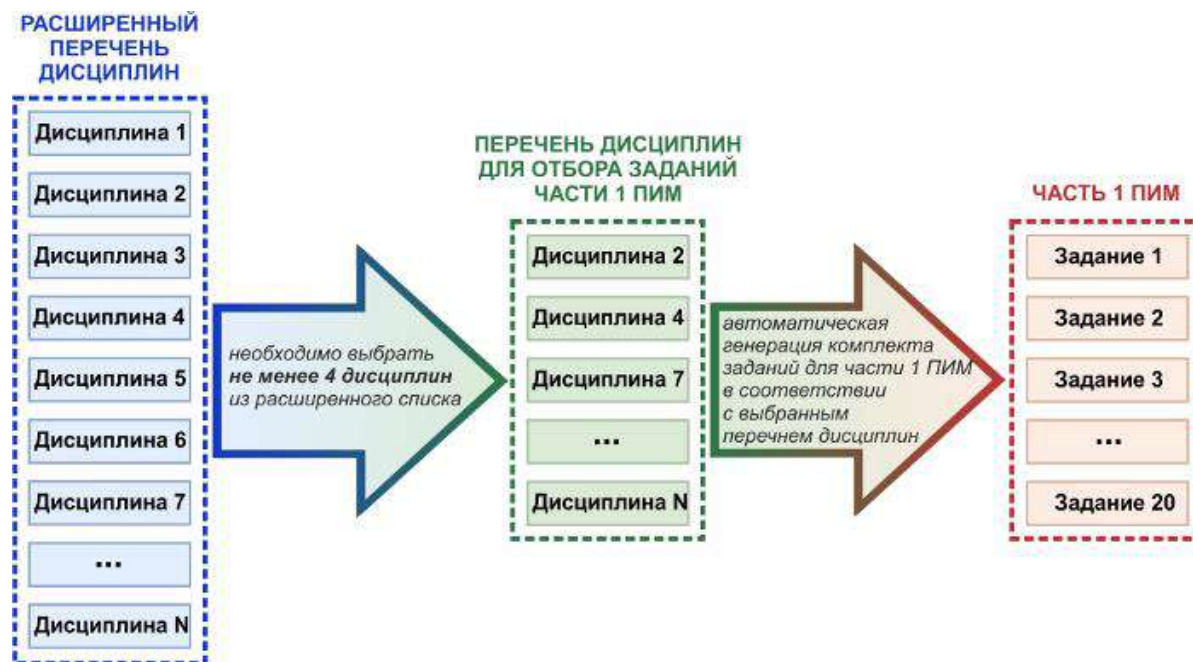 РАСШИРЕННЫЙ
ПЕРЕЧЕНЬ
ДИСЦИПЛИН
Дисциплина 1
Дисциплина 2
Дисциплина 3
Дисциплина 4
Дисциплина 5
Дисциплина 6
Дисциплина 7
...
Дисциплина N
необходимо выбрать
не менее 4 дисциплин
из расширенного списка
ПЕРЕЧЕНЬ ДИСЦИПЛИН
ДЛЯ ОТБОРА ЗАДАНИЙ
ЧАСТИ 1 ПИМ
Дисциплина 2
Дисциплина 4
Дисциплина 7
...
Дисциплина N
автоматическая
генерация комплекта
заданий для части 1 ПИМ
в соответствии
с выбранным
перечнем дисциплин
ЧАСТЬ 1 ПИМ
Задание 1
Задание 2
Задание 3
...
Задание 20